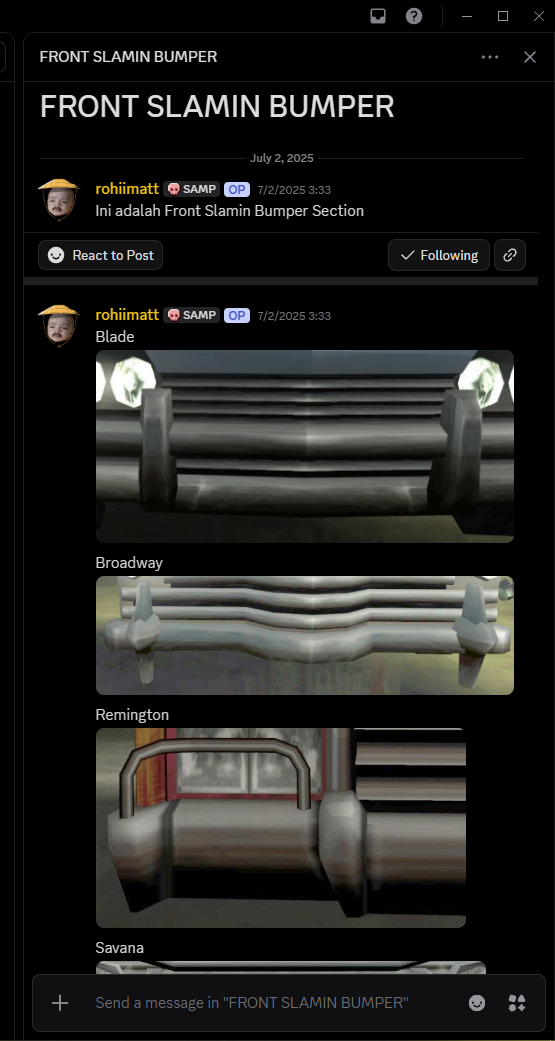 FRONT SLAMIN BUMPER
FRONT SLAMIN BUMPER
July 2, 2025
rohiimatt SAMP OP 7/2/2025 3:33
Ini adalah Front Slamin Bumper Section
React to Post
Following
rohiimatt SAMP OP 7/2/2025 3:33
Blade
Broadway
Remington
Savana
Send a message in "FRONT SLAMIN BUMPER"